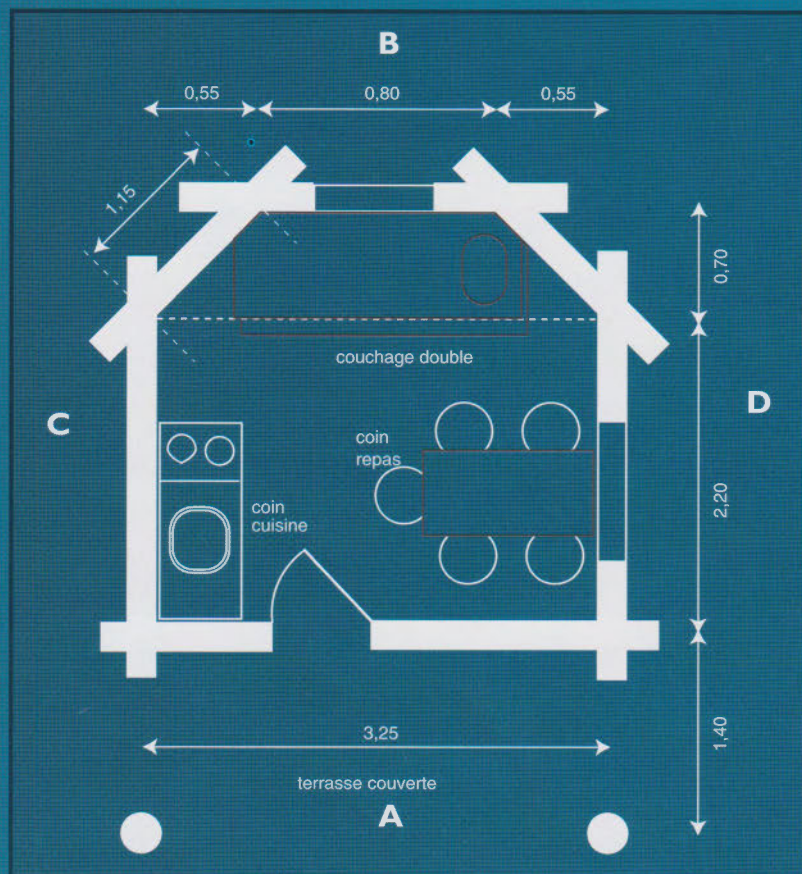 B
0,55
0,80
0,55
1,15
0,70
couchage double
C
D
coin
repas
coin
cuisine
2,20
3,25
1,40
terrasse couverte
A